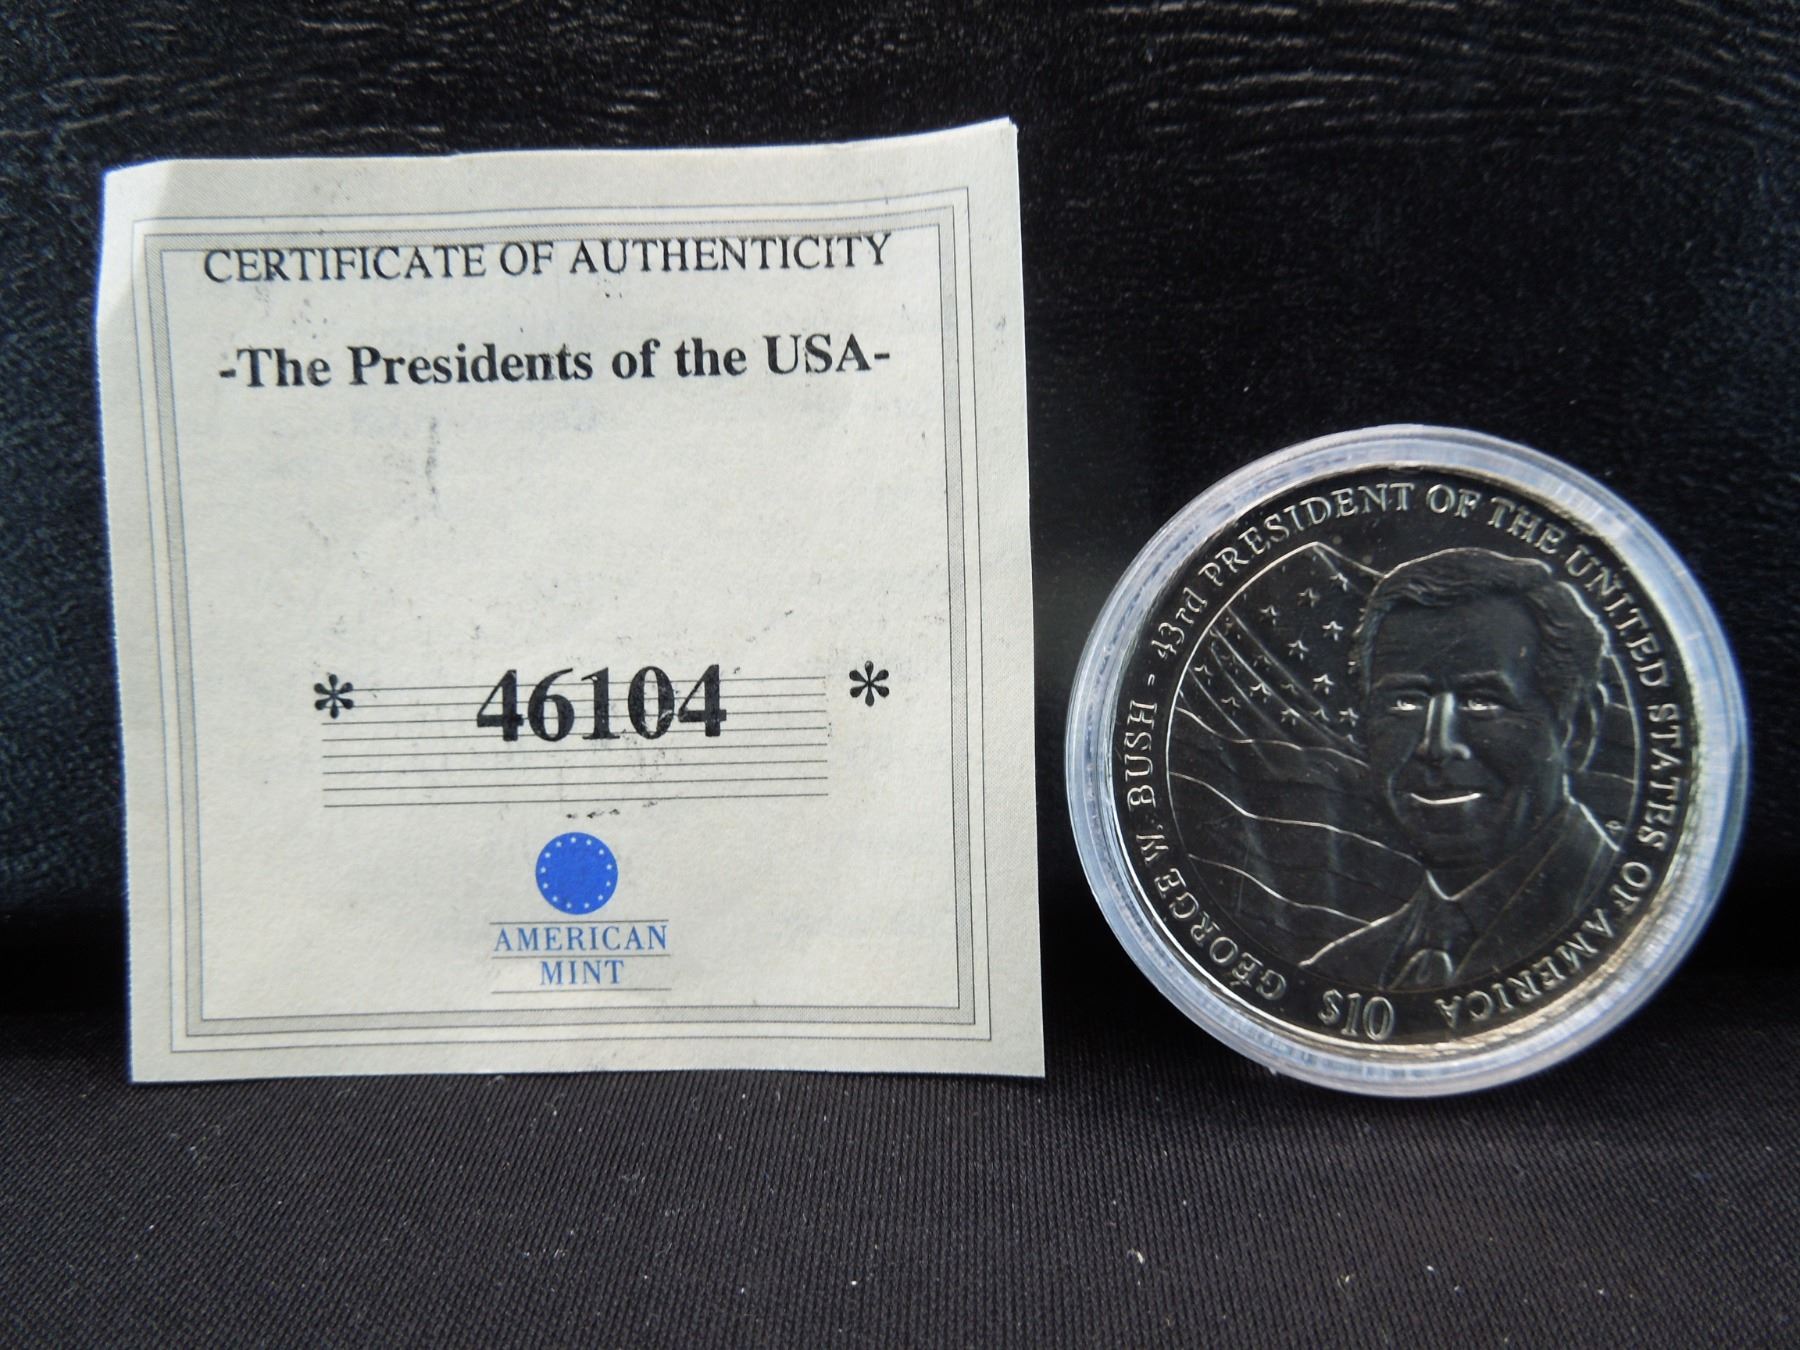 CERTIFICATE OF AUTHENTICITY
-The Presidents of the USA-
* 46104 *
AMERICAN
MINT
GEORGE W. BUSH - 43rd PRESIDENT OF THE UNITED STATES OF AMERICA
$10